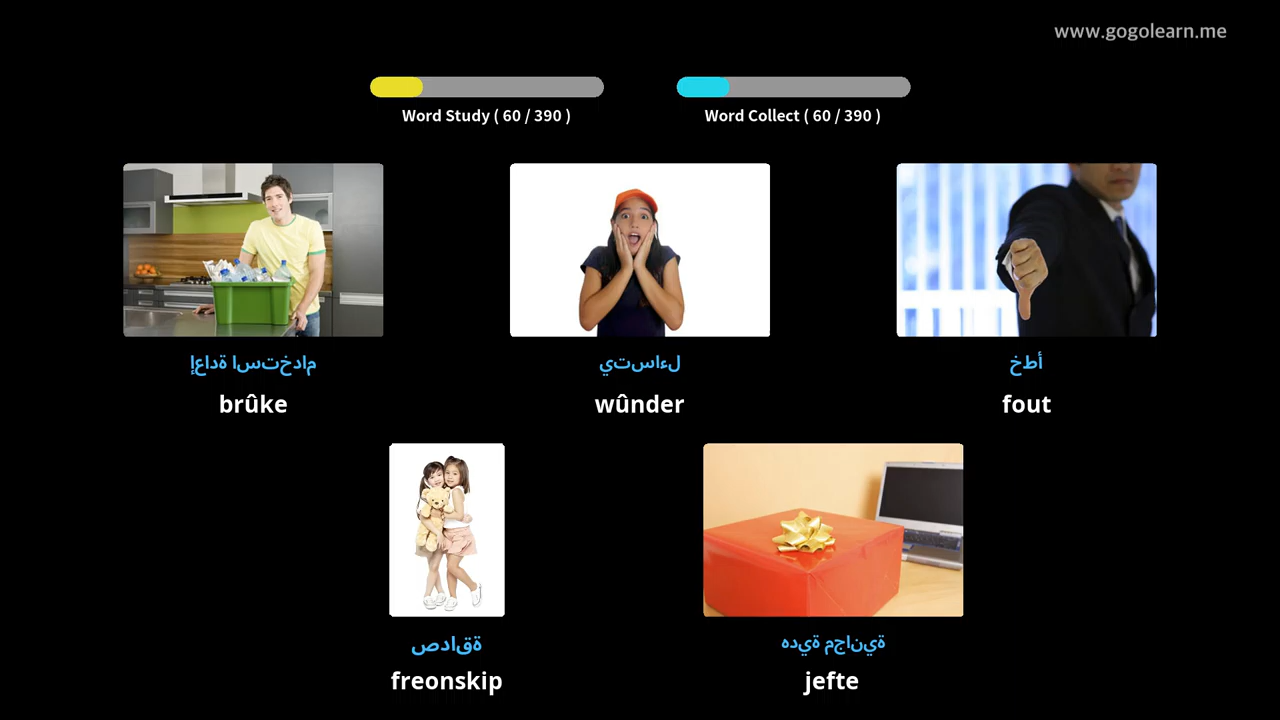 www.gogolearn.me
Word Study ( 60 / 390 )
Word Collect ( 60 / 390 )
إعادة استخدام
brûke
يتساءل
wûnder
خطأ
fout
صداقة
freonskip
هدية مجانية
jefte